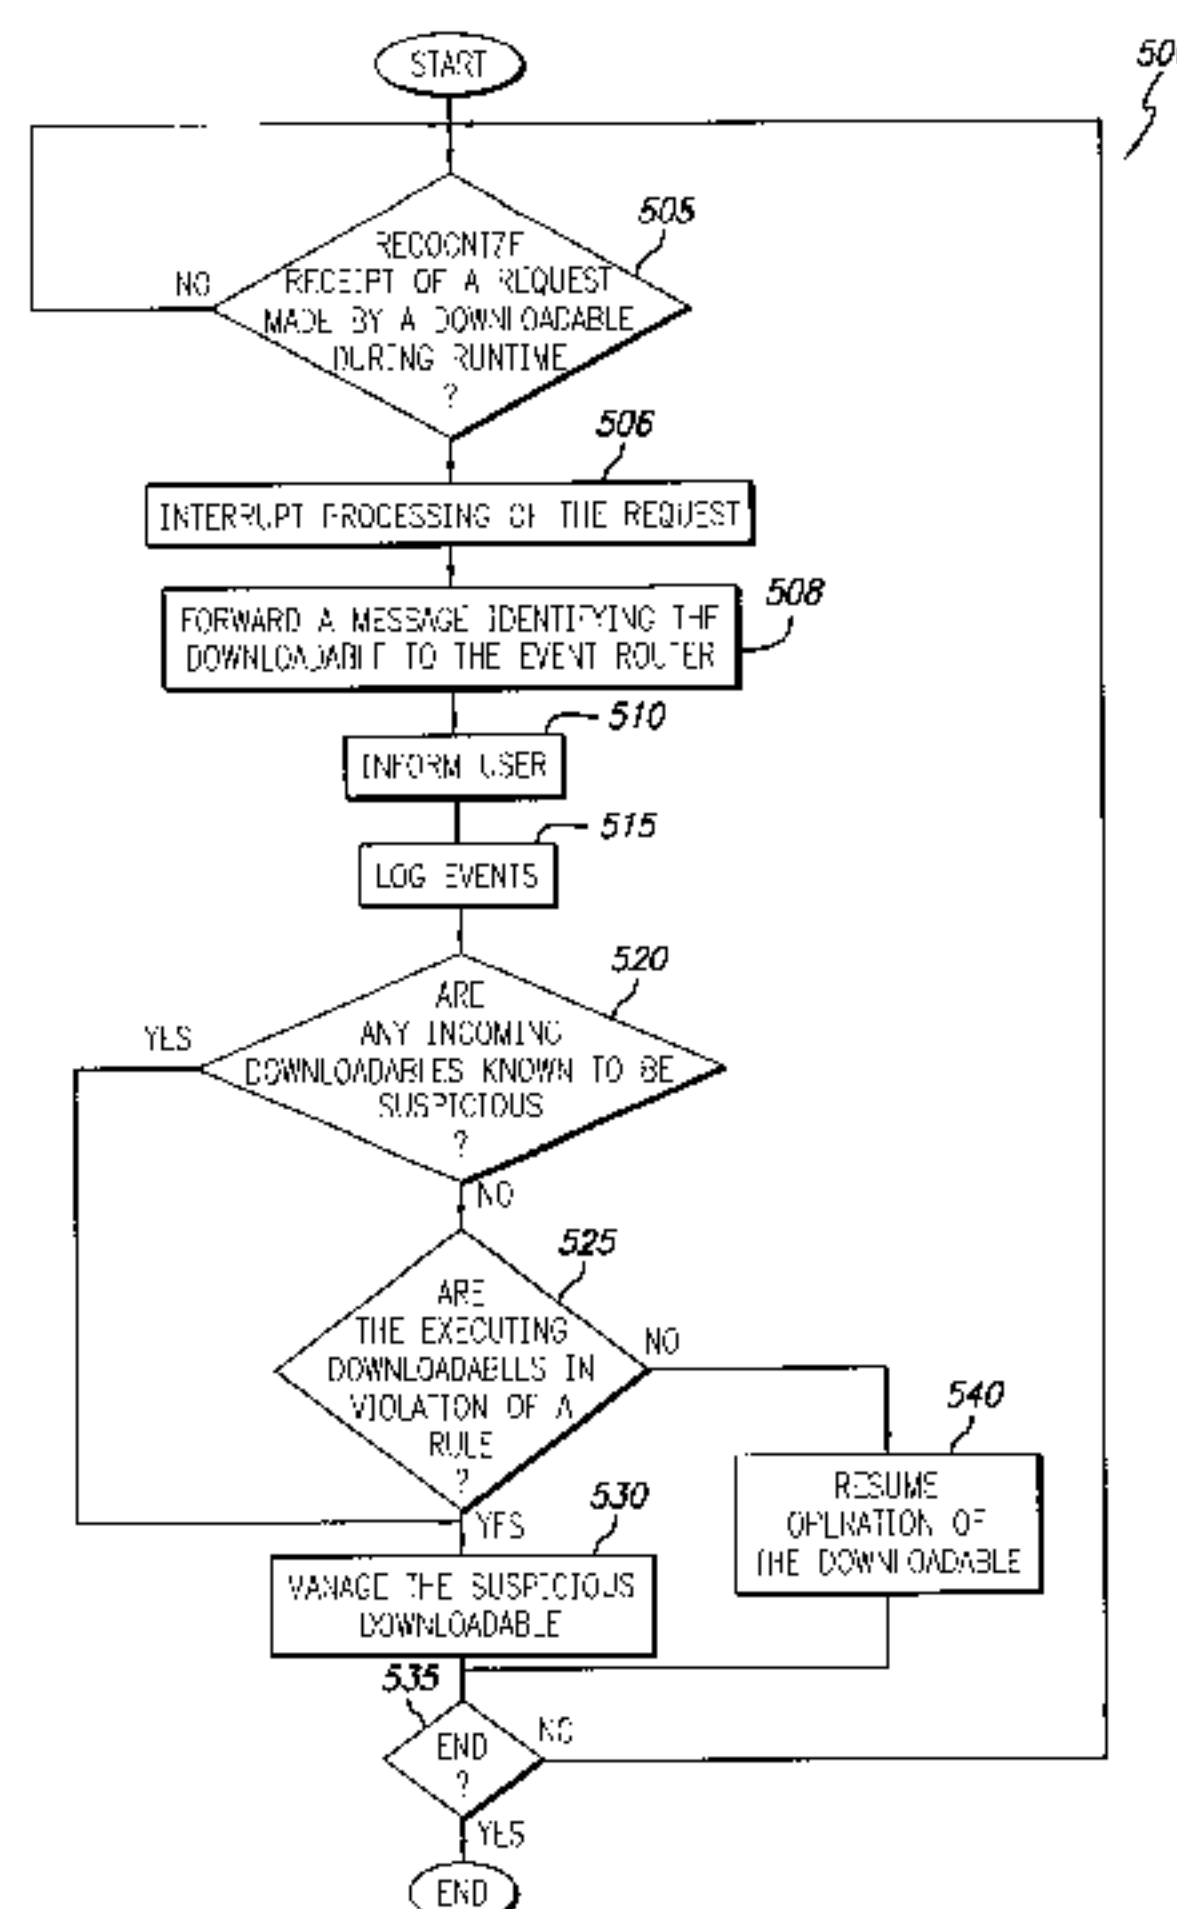 START
50
505
RECOGNIZE
RECEIPT OF A REQUEST
MADE BY A DOWNLOADABLE
DURING RUNTIME
?
NO
506
INTERRUPT PROCESSING OF THE REQUEST
508
FORWARD A MESSAGE IDENTIFYING THE
DOWNLOADABLE TO THE EVENT ROUTER
510
INFORM USER
515
LOG EVENTS
520
ARE
ANY INCOMING
DOWNLOADABLES KNOWN TO BE
SUSPICIOUS
?
YES
NO
525
ARE
THE EXECUTING
DOWNLOADABLES IN
VIOLATION OF A
RULE
?
NO
YES
540
RESUME
OPERATION OF
THE DOWNLOADABLE
530
MANAGE THE SUSPICIOUS
DOWNLOADABLE
535
END
?
NO
YES
END